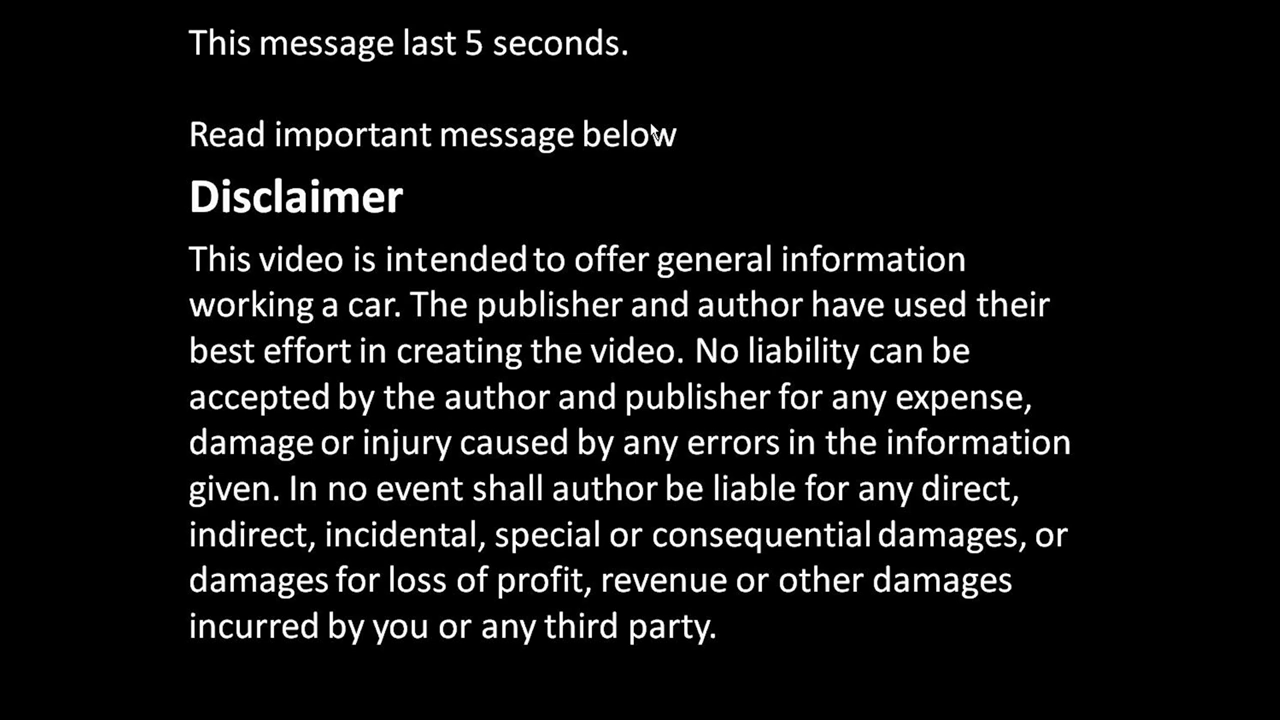 This message last 5 seconds.
Read important message below
Disclaimer
This video is intended to offer general information
working a car. The publisher and author have used their
best effort in creating the video. No liability can be
accepted by the author and publisher for any expense,
damage or injury caused by any errors in the information
given. In no event shall author be liable for any direct,
indirect, incidental, special or consequential damages, or
damages for loss of profit, revenue or other damages
incurred by you or any third party.